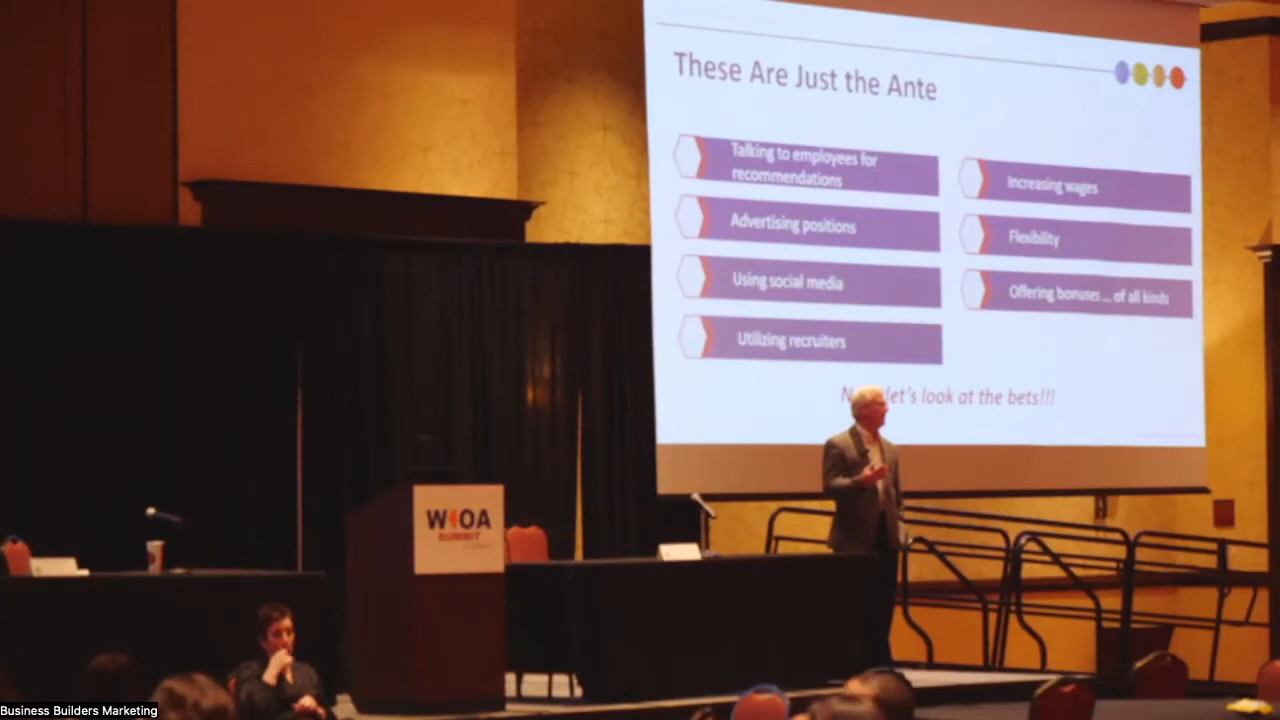 These Are Just the Ante
Talking to employees for
recommendations
Advertising positions
Using social media
Utilizing recruiters
Increasing wages
Flexibility
Offering bonuses ... of all kinds
let's look at the bets!!!
WIOA
SUMMIT
Business Builders Marketing